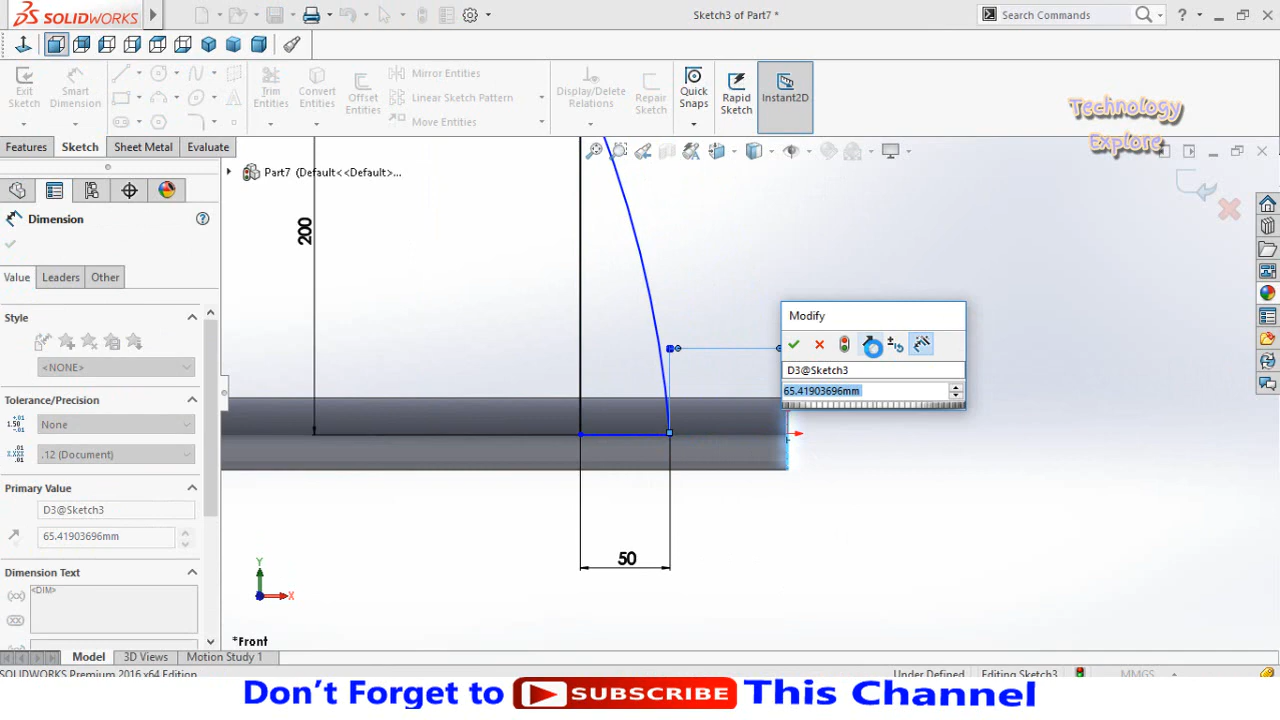 SOLIDWORKS
Sketch3 of Part7 *
Search Commands
Exit Sketch
Smart Dimension
Trim Entities
Convert Entities
Offset Entities
Mirror Entities
Linear Sketch Pattern
Move Entities
Display/Delete Relations
Repair Sketch
Quick Snaps
Rapid Sketch
Instant2D
Technology
Explore
Features
Sketch
Sheet Metal
Evaluate
Part7 (Default<<Default>...
Dimension
Value
Leaders
Other
Style
<NONE>
Tolerance/Precision
None
.12 (Document)
Primary Value
D3@Sketch3
65.41903696mm
Dimension Text
<DIM>
200
50
Modify
D3@Sketch3
65.41903696mm
Y
X
*Front
Model
3D Views
Motion Study 1
SOLIDWORKS Premium 2016 x64 Edition
Under Defined
Editing Sketch3
MMGS
Don't Forget to SUBSCRIBE This Channel